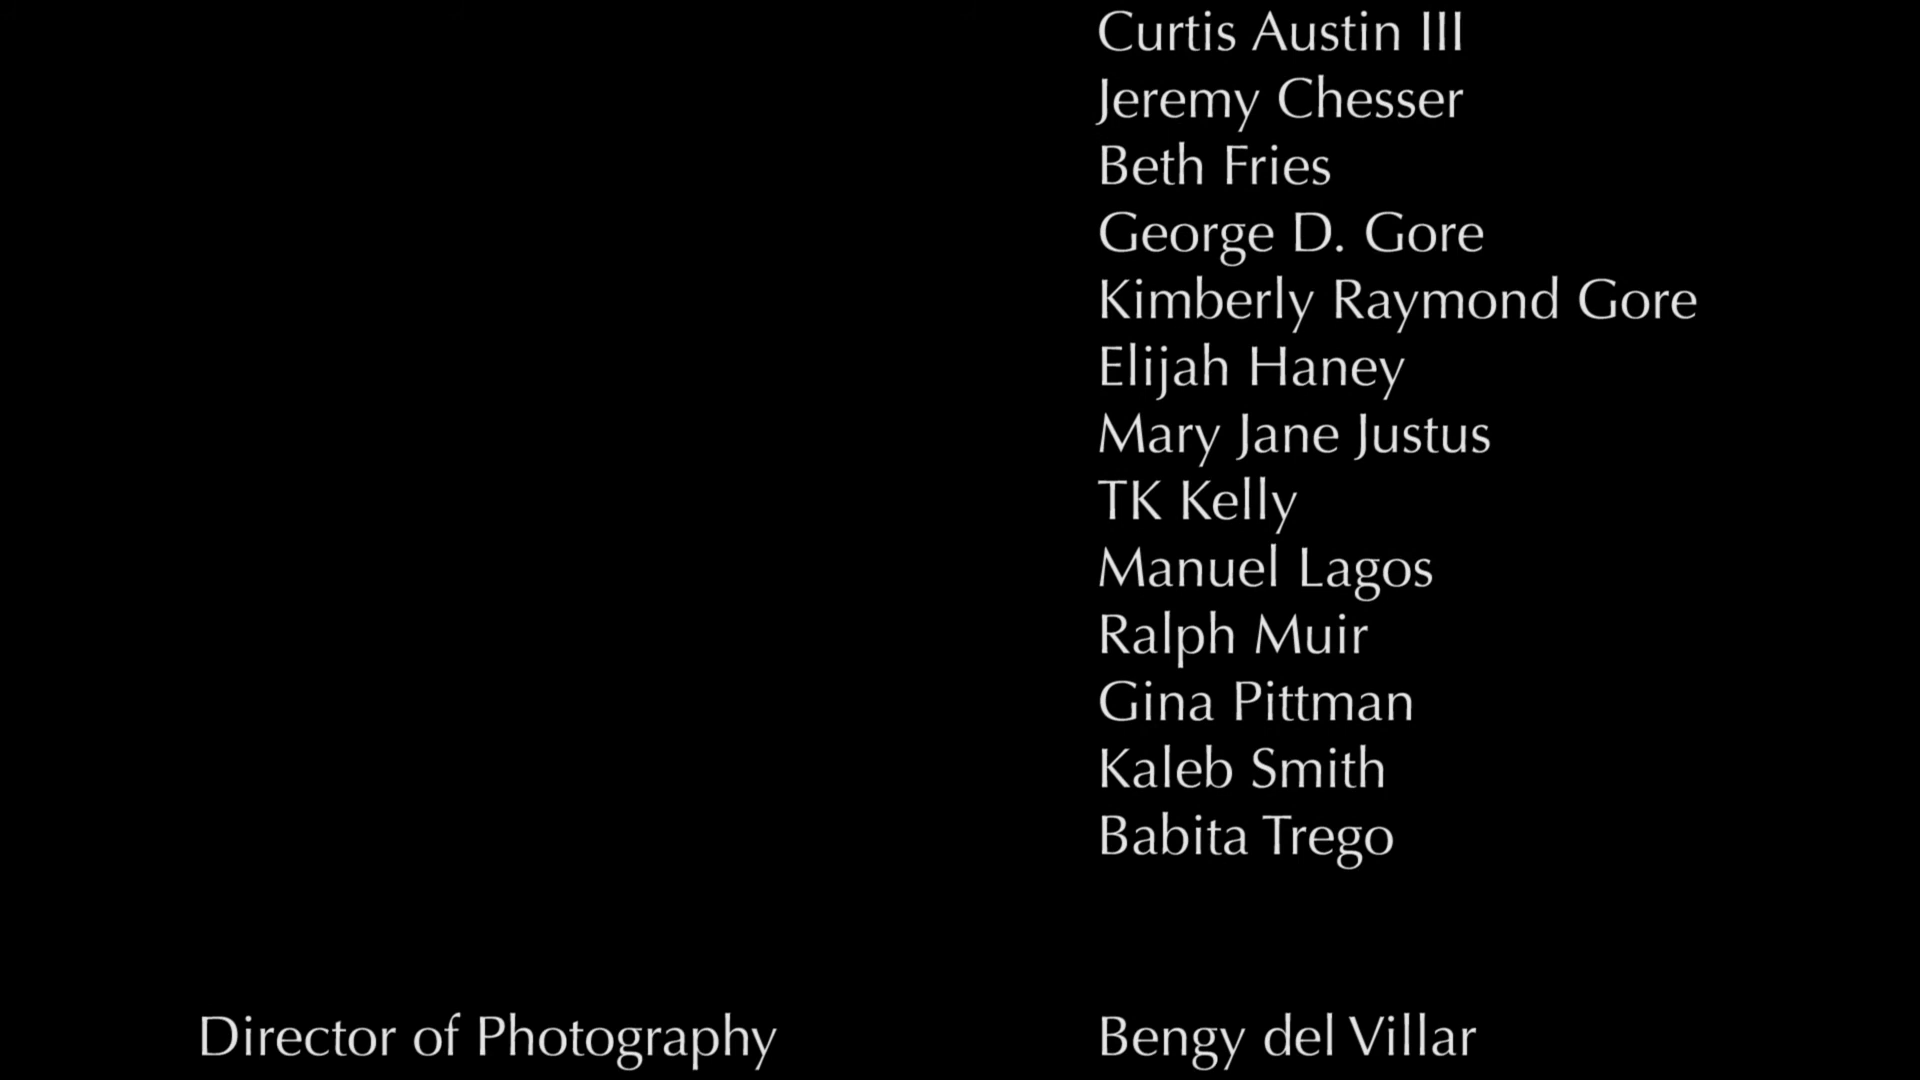 Curtis Austin III
Jeremy Chesser
Beth Fries
George D. Gore
Kimberly Raymond Gore
Elijah Haney
Mary Jane Justus
TK Kelly
Manuel Lagos
Ralph Muir
Gina Pittman
Kaleb Smith
Babita Trego
Director of Photography Bengy del Villar